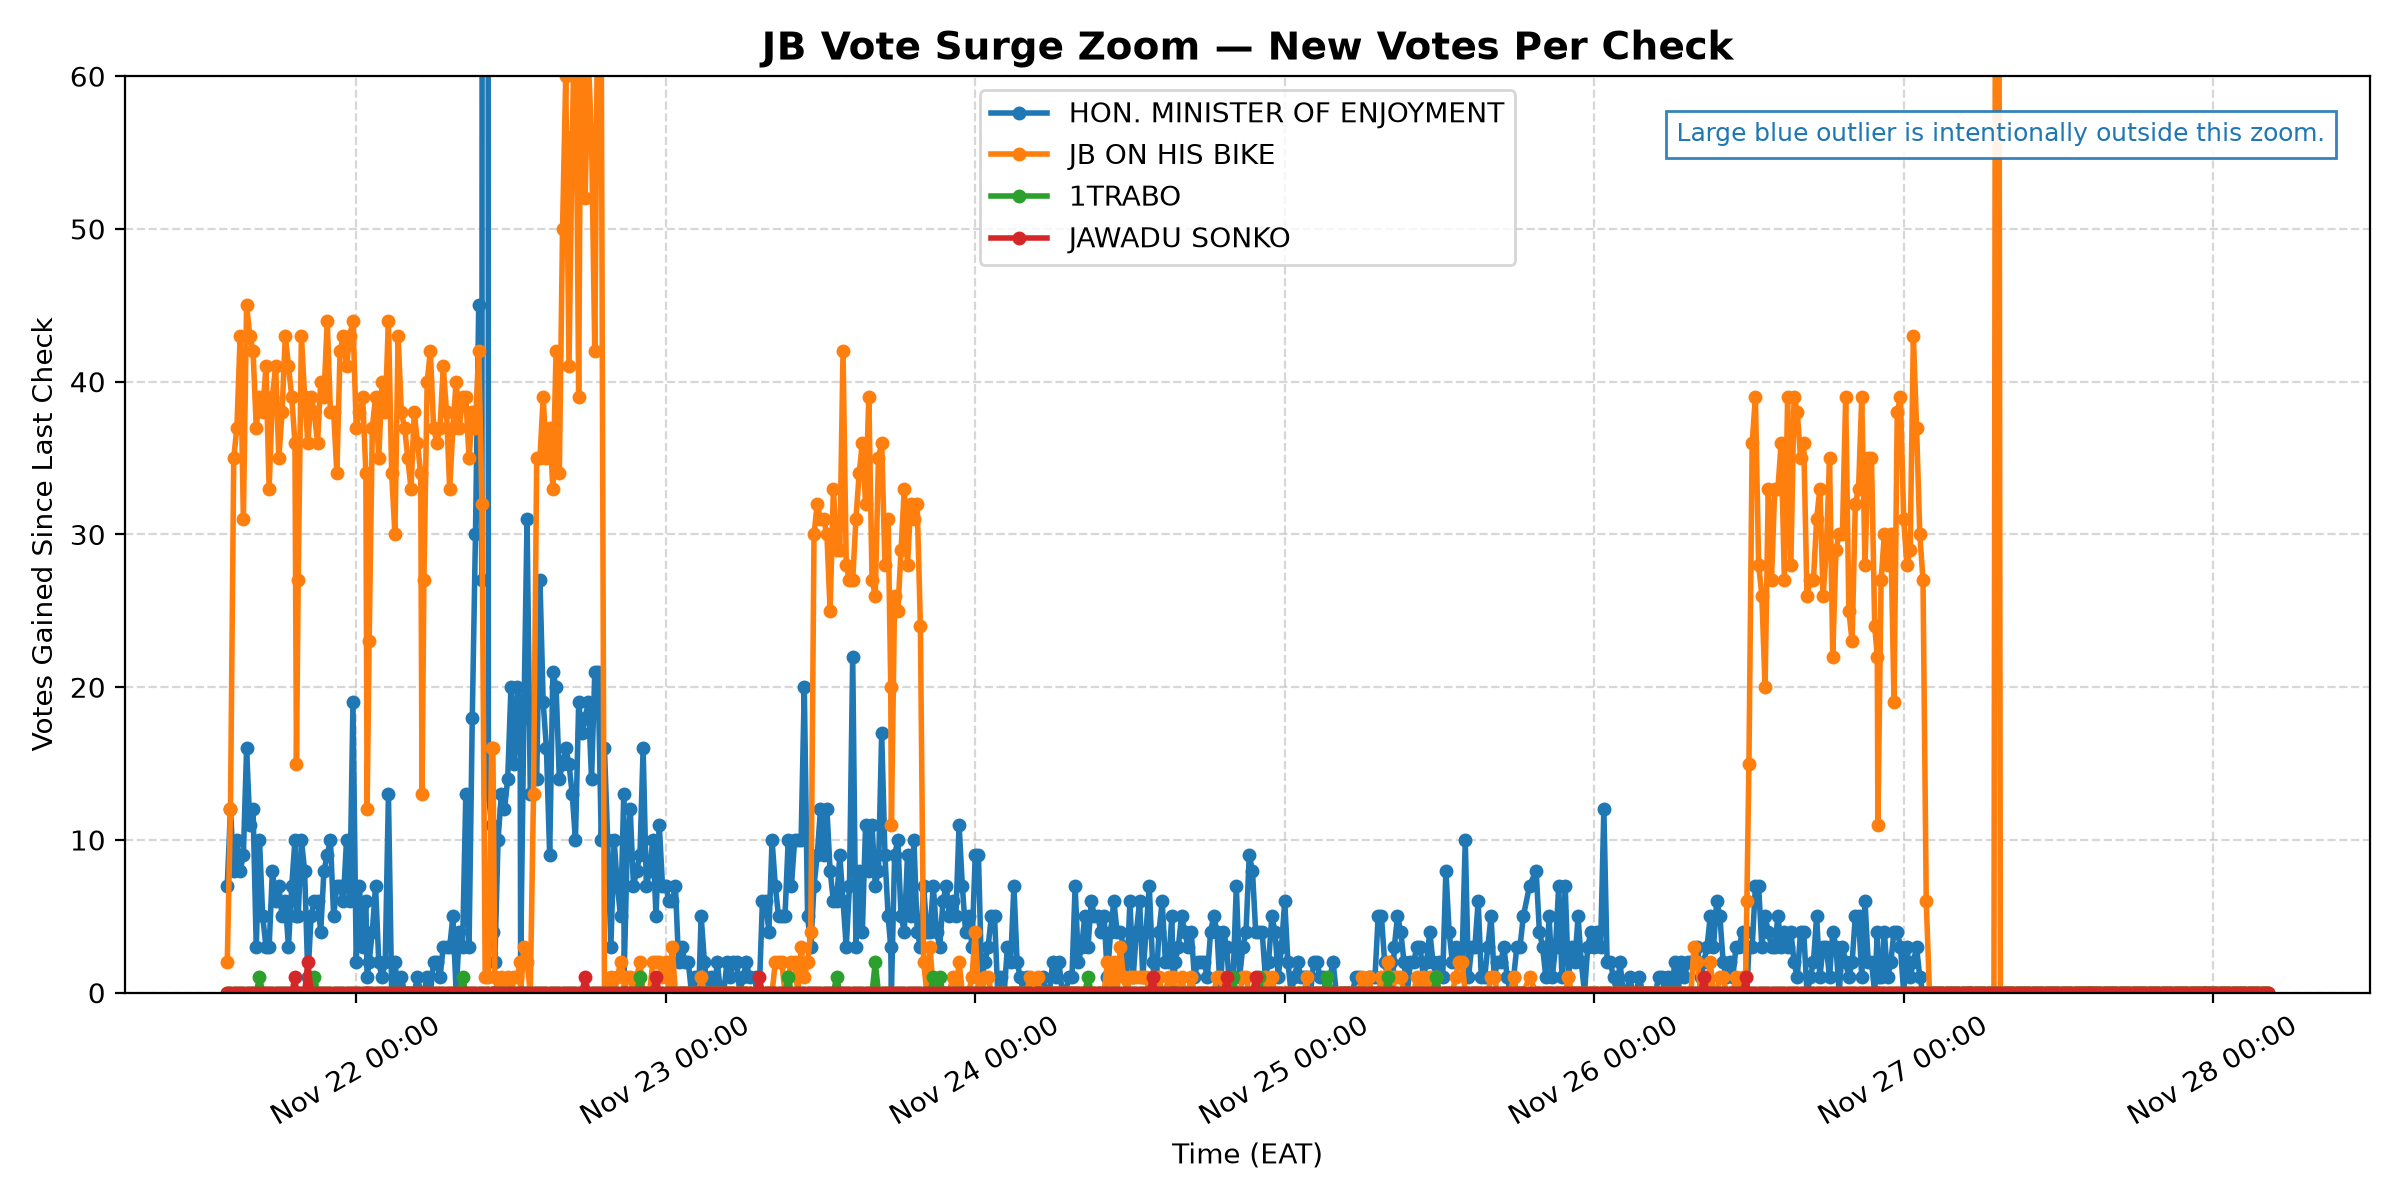 JB Vote Surge Zoom — New Votes Per Check
60
50
40
30
20
10
0
Votes Gained Since Last Check
HON. MINISTER OF ENJOYMENT
JB ON HIS BIKE
1TRABO
JAWADU SONKO
Large blue outlier is intentionally outside this zoom.
Nov 22 00:00
Nov 23 00:00
Nov 24 00:00
Nov 25 00:00
Nov 26 00:00
Nov 27 00:00
Nov 28 00:00
Time (EAT)